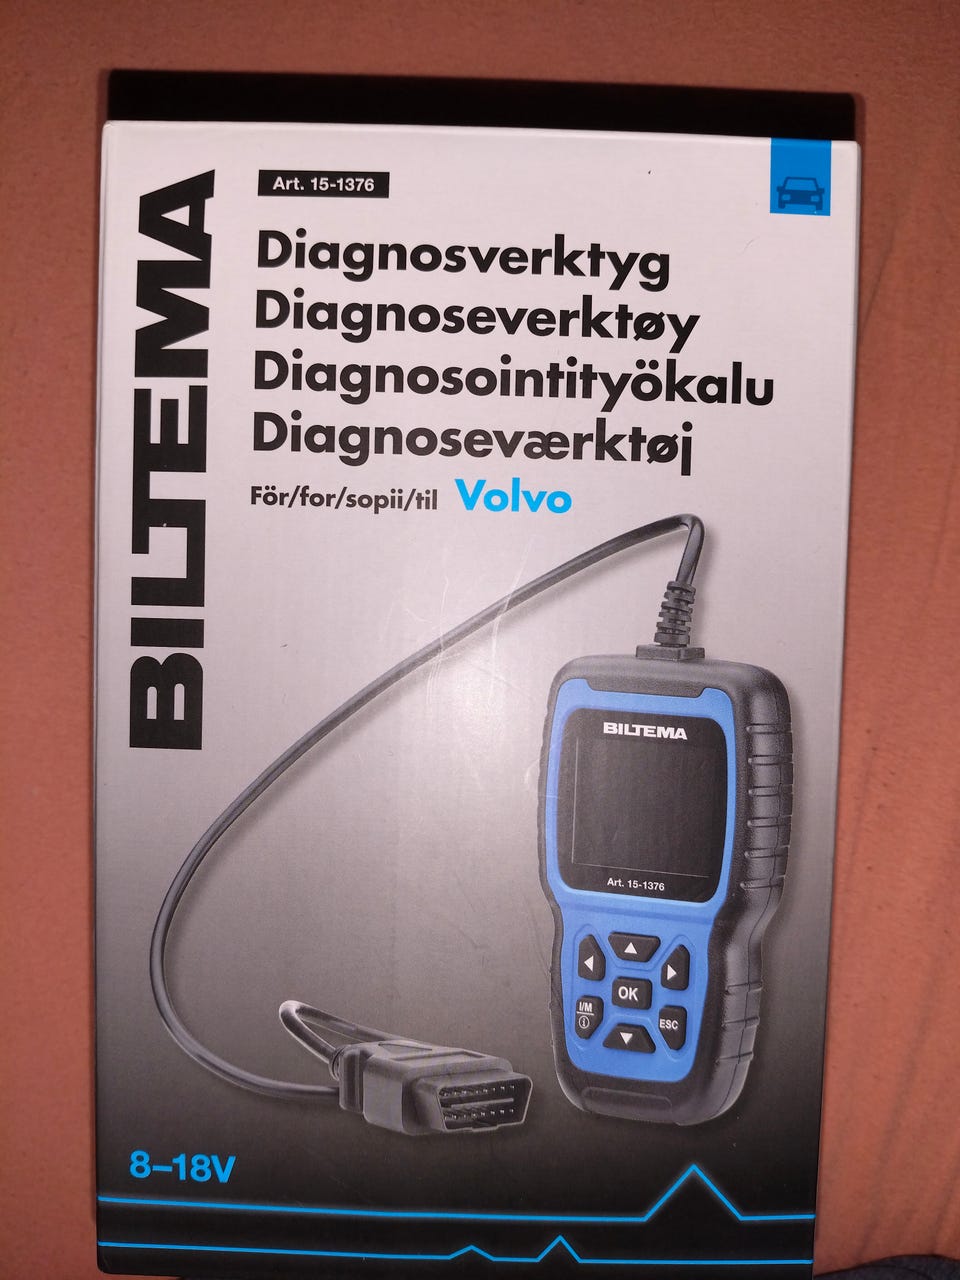 BILTEMA
Art. 15-1376
Diagnosverktyg
Diagnoseverktøy
Diagnosointityökalu
Diagnoseværktøj
För/for/sopii/til Volvo
BILTEMA
Art. 15-1376
OK
I/M
i
ESC
8–18V